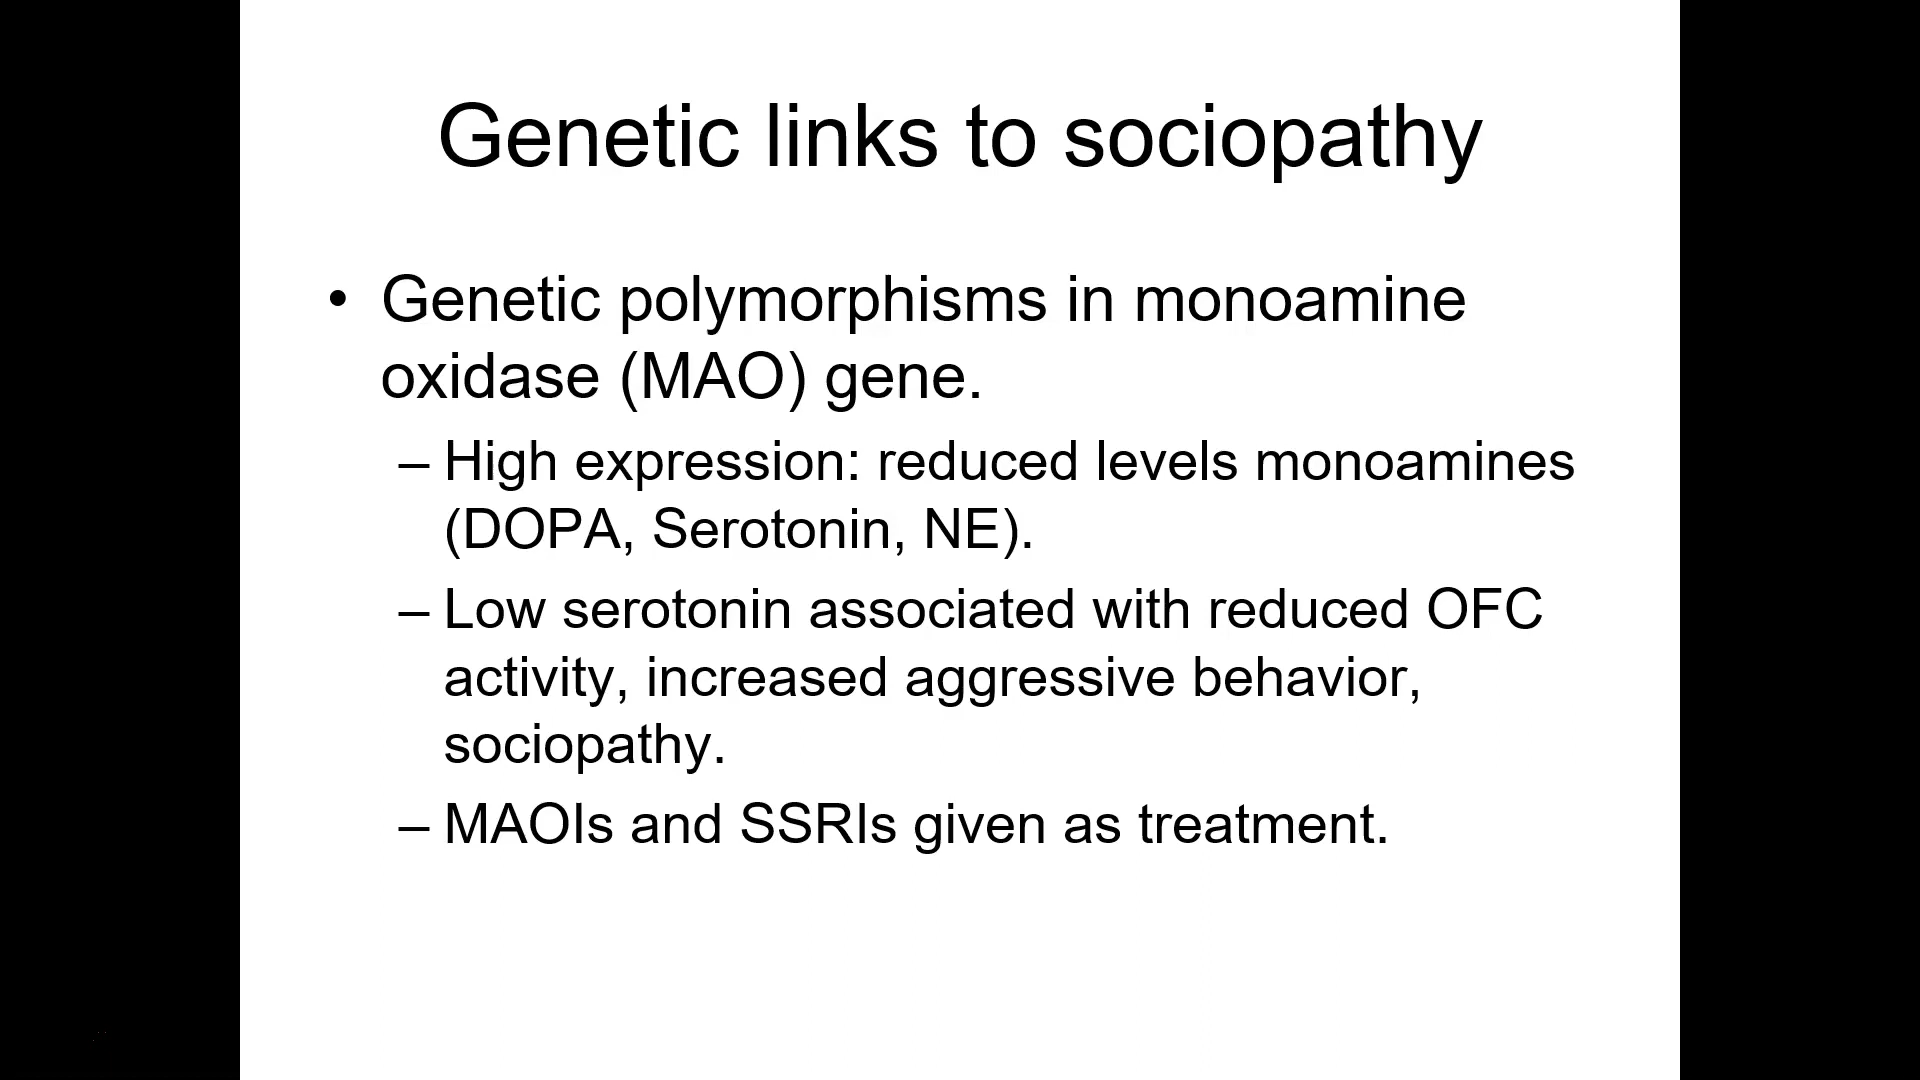 Genetic links to sociopathy
• Genetic polymorphisms in monoamine
oxidase (MAO) gene.
– High expression: reduced levels monoamines
(DOPA, Serotonin, NE).
– Low serotonin associated with reduced OFC
activity, increased aggressive behavior,
sociopathy.
– MAOIs and SSRIs given as treatment.